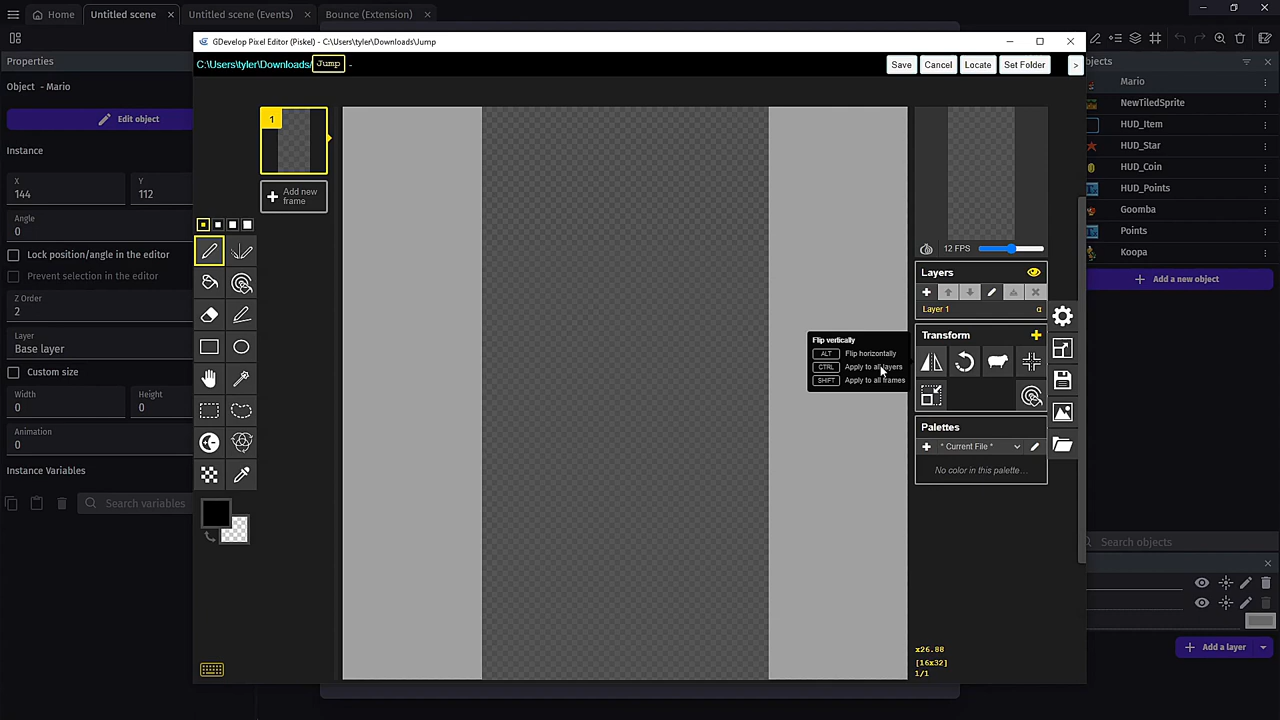 Home
Untitled scene
Untitled scene (Events)
Bounce (Extension)
GDevelop Pixel Editor (Piskel) - C:\Users\tyler\Downloads\Jump
Properties
Object - Mario
Edit object
Instance
X
144
Y
112
Angle
0
Lock position/angle in the editor
Prevent selection in the editor
Z Order
2
Layer
Base layer
Custom size
Width
0
Height
0
Animation
0
Instance Variables
Search variables
C:\Users\tyler\Downloads/
Jump
-
Save
Cancel
Locate
Set Folder
>
1
Add new
frame
Flip vertically
ALT Flip horizontally
CTRL Apply to all layers
SHIFT Apply to all frames
12 FPS
Layers
Layer 1
α
Transform
Palettes
* Current File *
No color in this palette...
x26.88
[16x32]
1/1
bjects
Mario
NewTiledSprite
HUD_Item
HUD_Star
HUD_Coin
HUD_Points
Goomba
Points
Koopa
Add a new object
Search objects
Add a layer